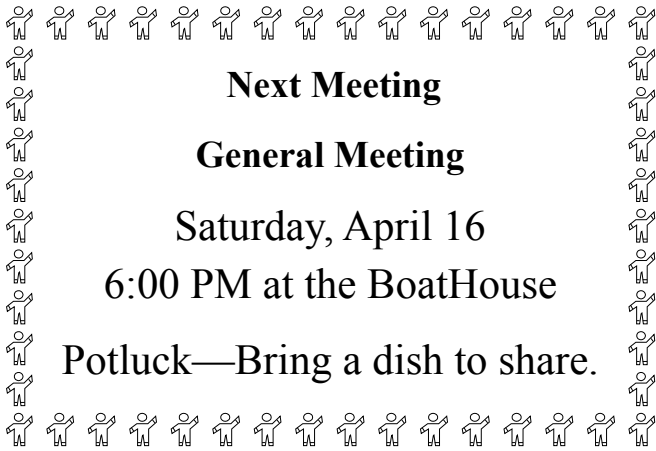 Next Meeting
General Meeting
Saturday, April 16
6:00 PM at the BoatHouse
Potluck—Bring a dish to share.